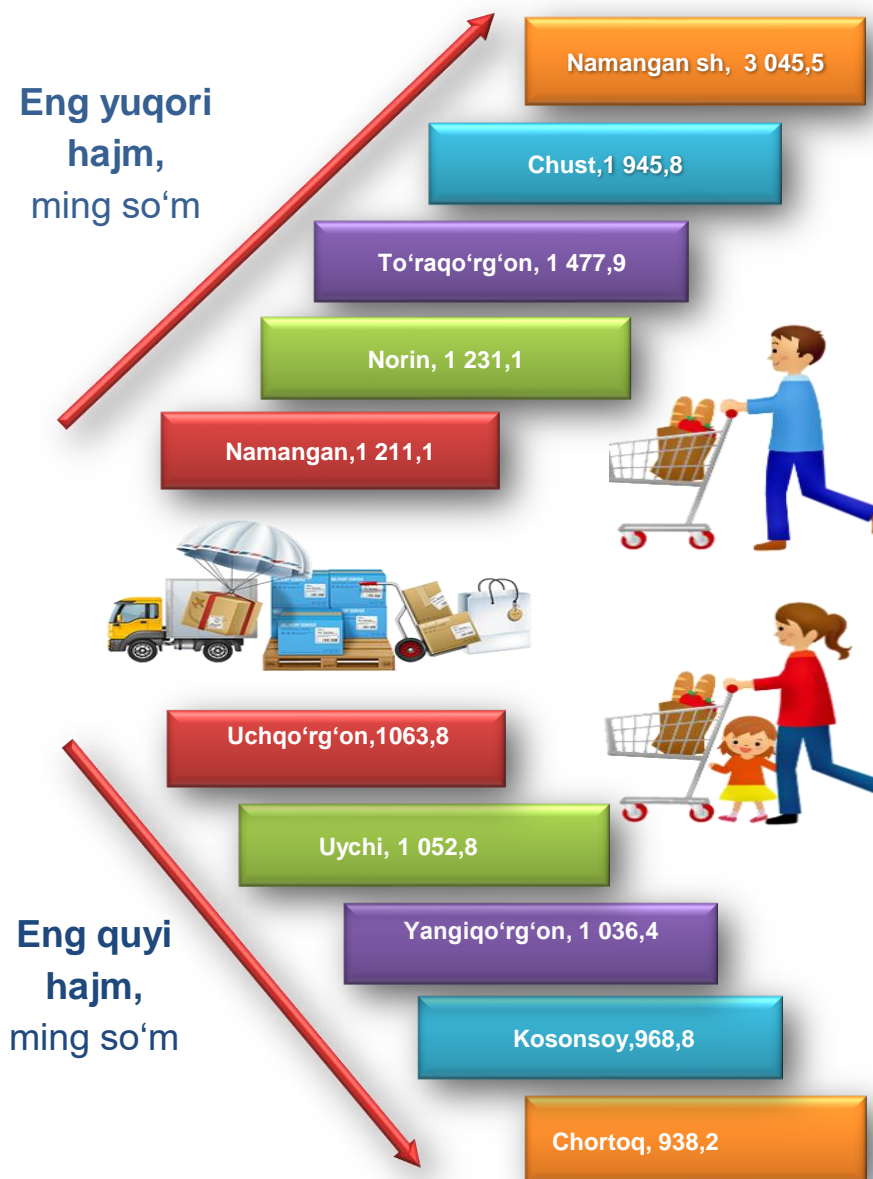 Eng yuqori
hajm,
ming so‘m
Namangan sh, 3 045,5
Chust,1 945,8
To‘raqo‘rg‘on, 1 477,9
Norin, 1 231,1
Namangan,1 211,1
Uchqo‘rg‘on,1063,8
Uychi, 1 052,8
Yangiqo‘rg‘on, 1 036,4
Kosonsoy,968,8
Chortoq, 938,2
Eng quyi
hajm,
ming so‘m